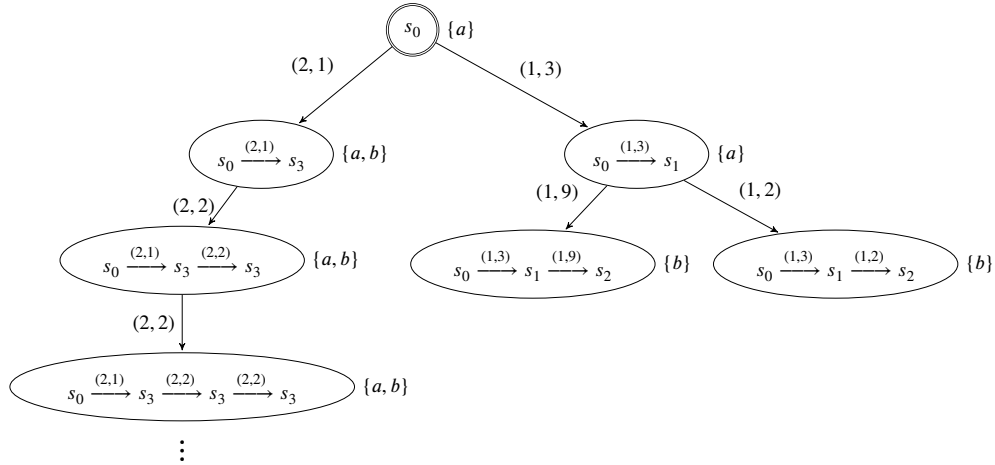 s₀ {a}
(2, 1) (1, 3)
s₀ —(2,1)→ s₃ {a, b} s₀ —(1,3)→ s₁ {a}
(2, 2) (1, 9) (1, 2)
s₀ —(2,1)→ s₃ —(2,2)→ s₃ {a, b} s₀ —(1,3)→ s₁ —(1,9)→ s₂ {b} s₀ —(1,3)→ s₁ —(1,2)→ s₂ {b}
(2, 2)
s₀ —(2,1)→ s₃ —(2,2)→ s₃ —(2,2)→ s₃ {a, b}
⋮